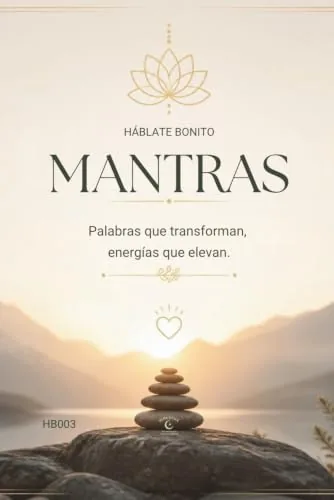 HÁBLATE BONITO
MANTRAS
Palabras que transforman,
energías que elevan.
HB003